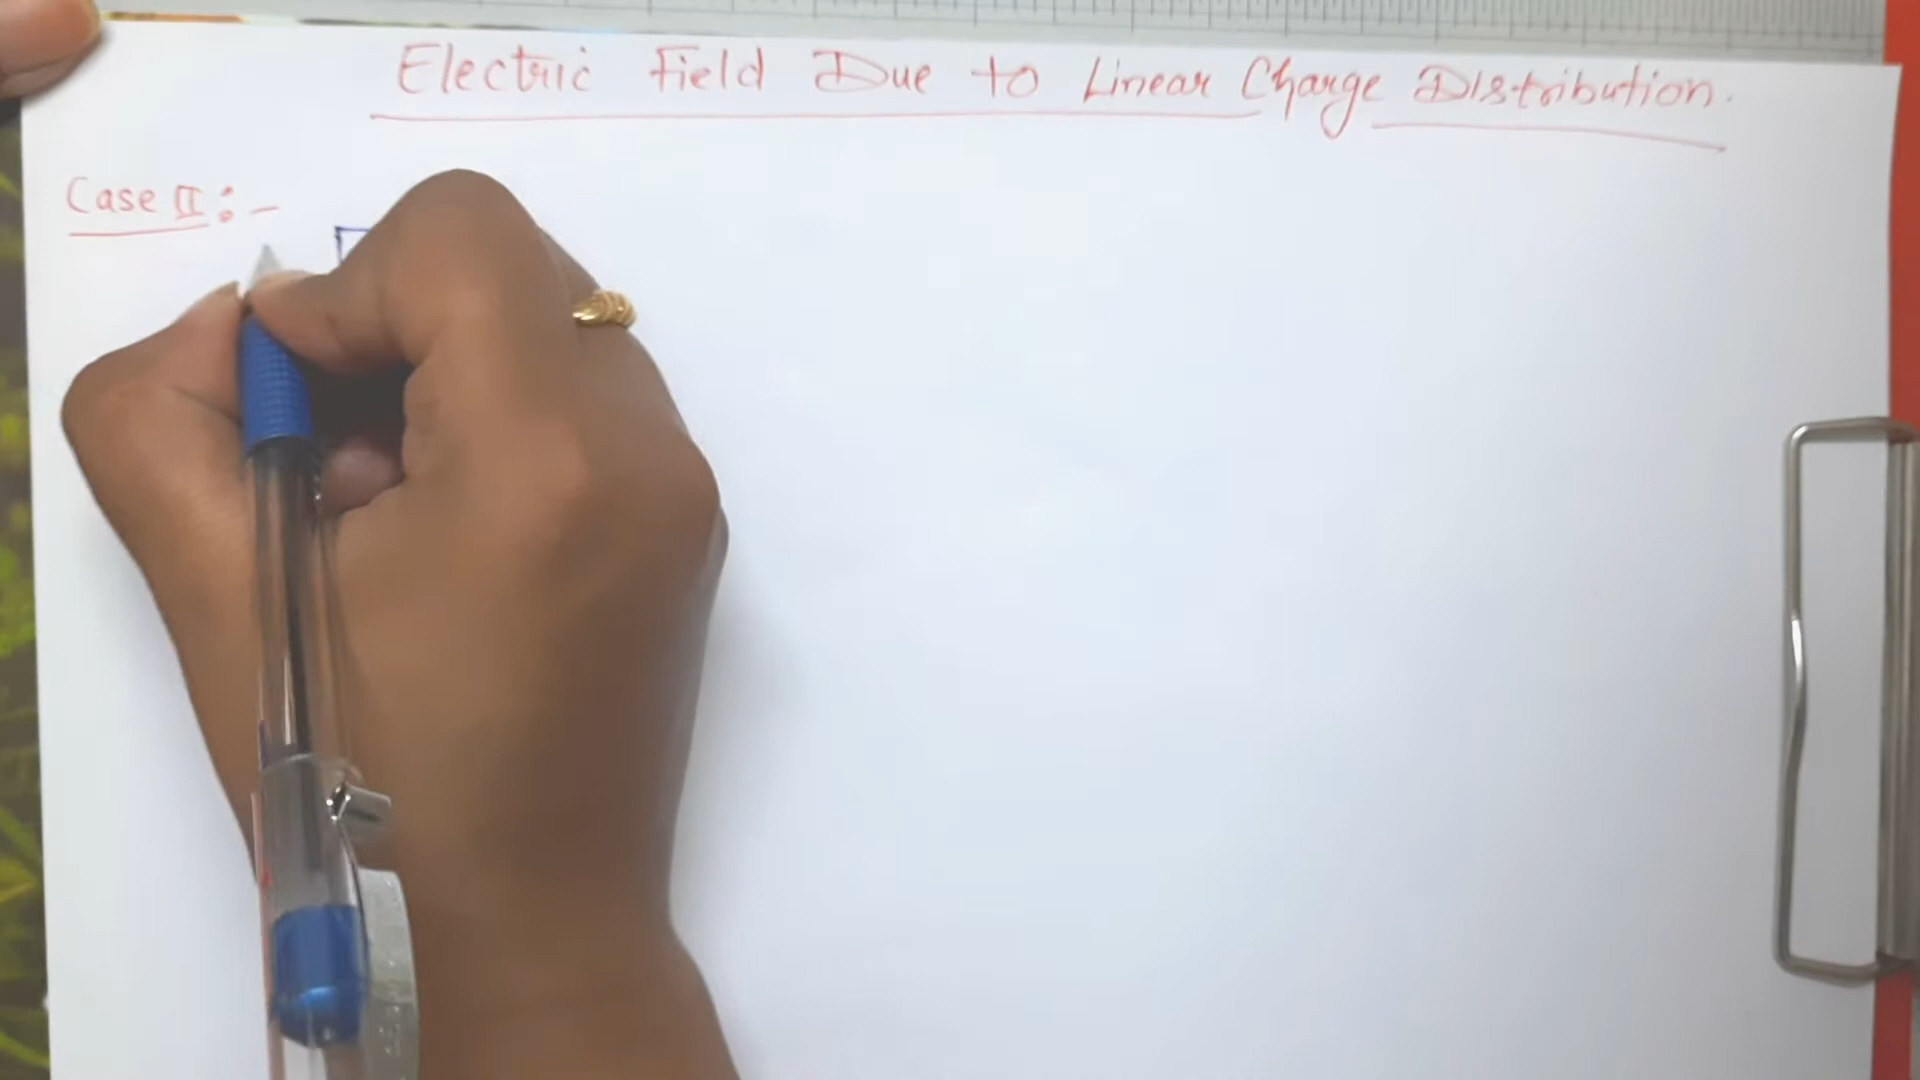 Electric Field Due to Linear Charge Distribution.
Case II :-